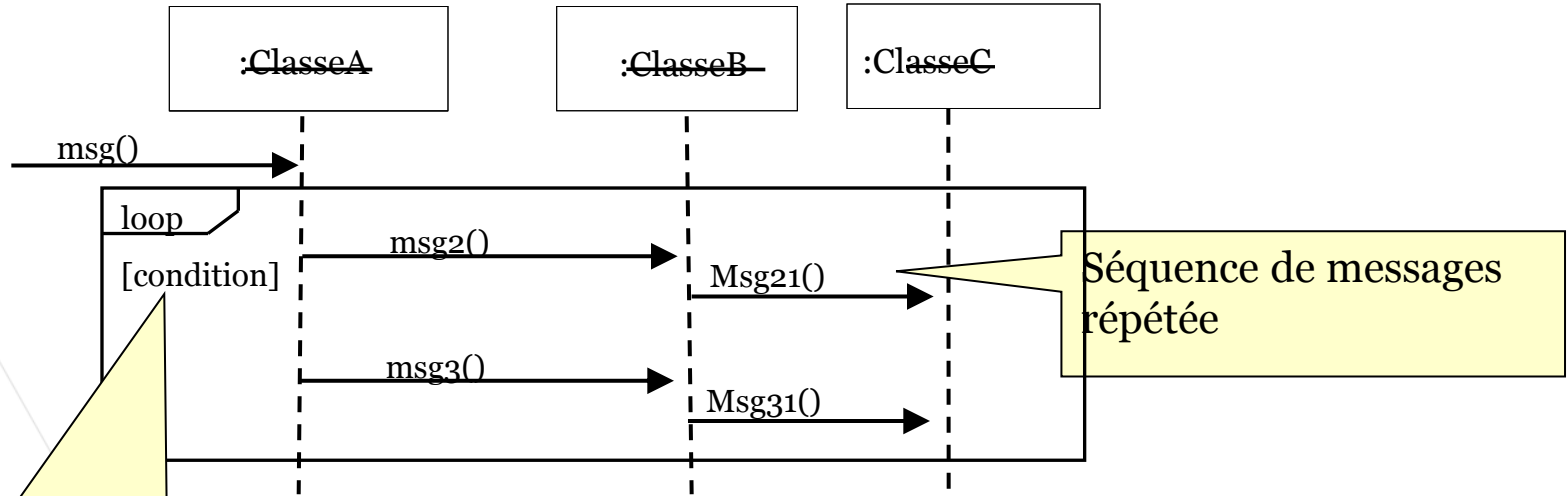 :ClasseA
:ClasseB
:ClasseC
msg()
loop
[condition]
msg2()
Msg21()
Séquence de messages
répétée
msg3()
Msg31()